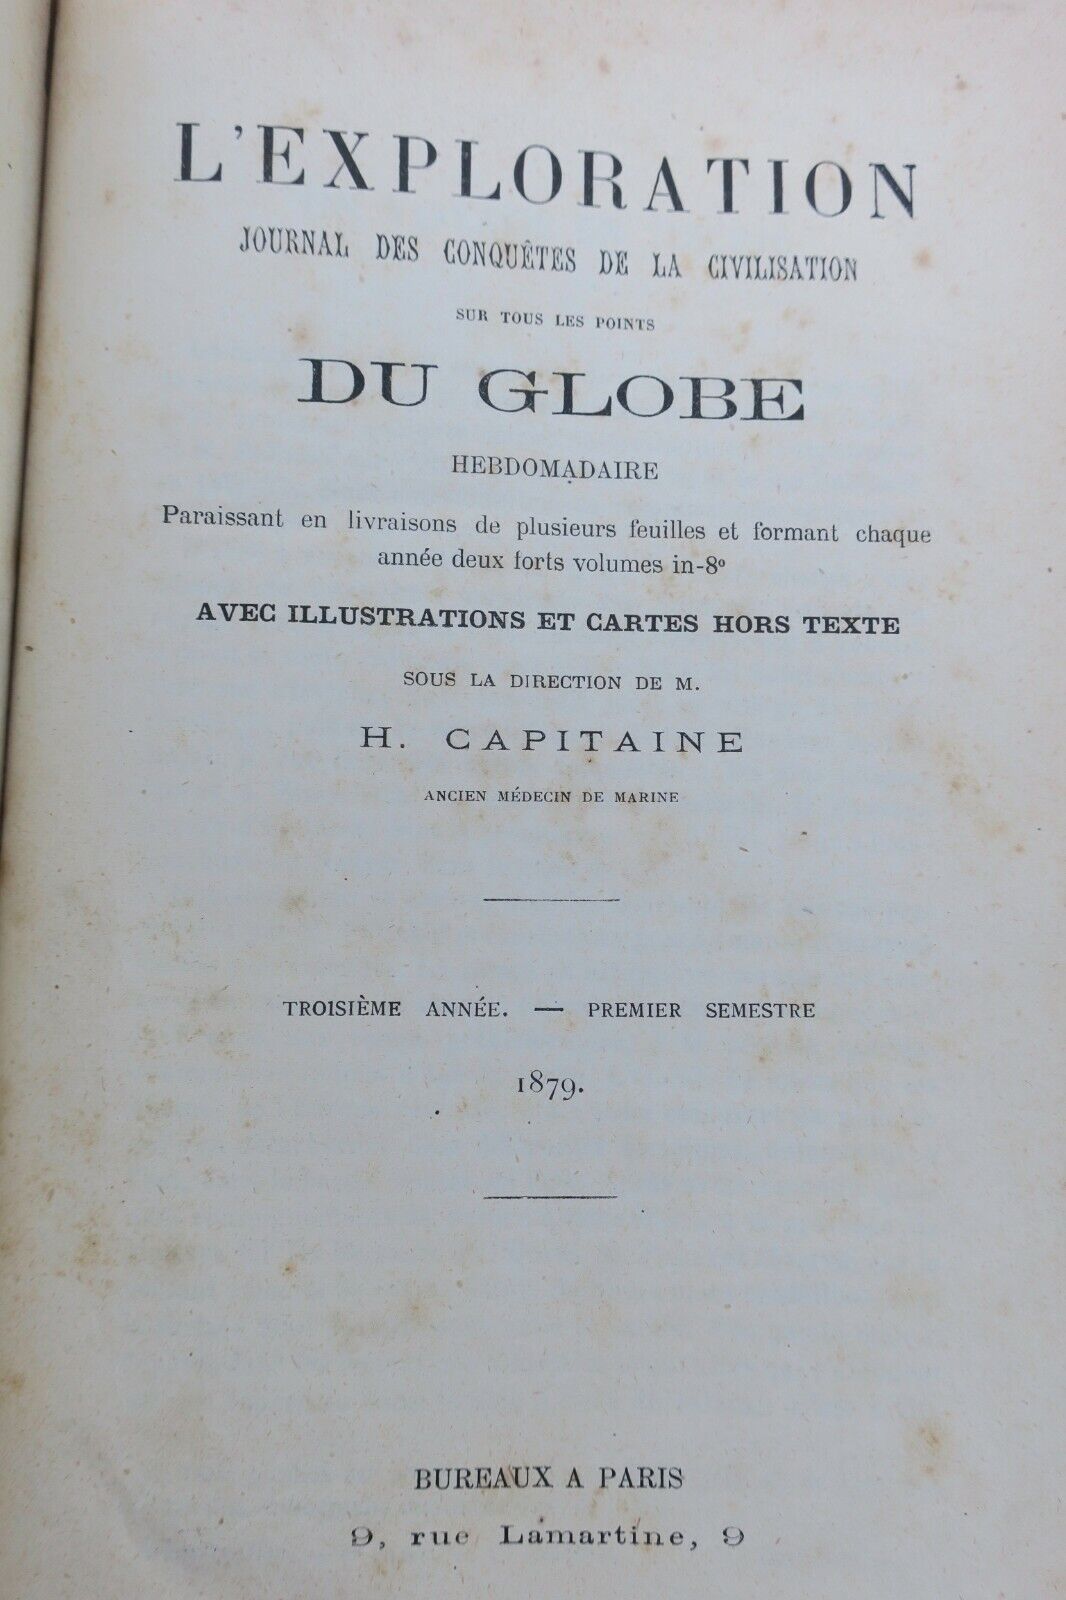 L'EXPLORATION
JOURNAL DES CONQUÊTES DE LA CIVILISATION
SUR TOUS LES POINTS
DU GLOBE
HEBDOMADAIRE
Paraissant en livraisons de plusieurs feuilles et formant chaque
année deux forts volumes in-8º
AVEC ILLUSTRATIONS ET CARTES HORS TEXTE
SOUS LA DIRECTION DE M.
H. CAPITAINE
ANCIEN MÉDECIN DE MARINE
TROISIÈME ANNÉE. — PREMIER SEMESTRE
1879.
BUREAUX A PARIS
9, rue Lamartine, 9